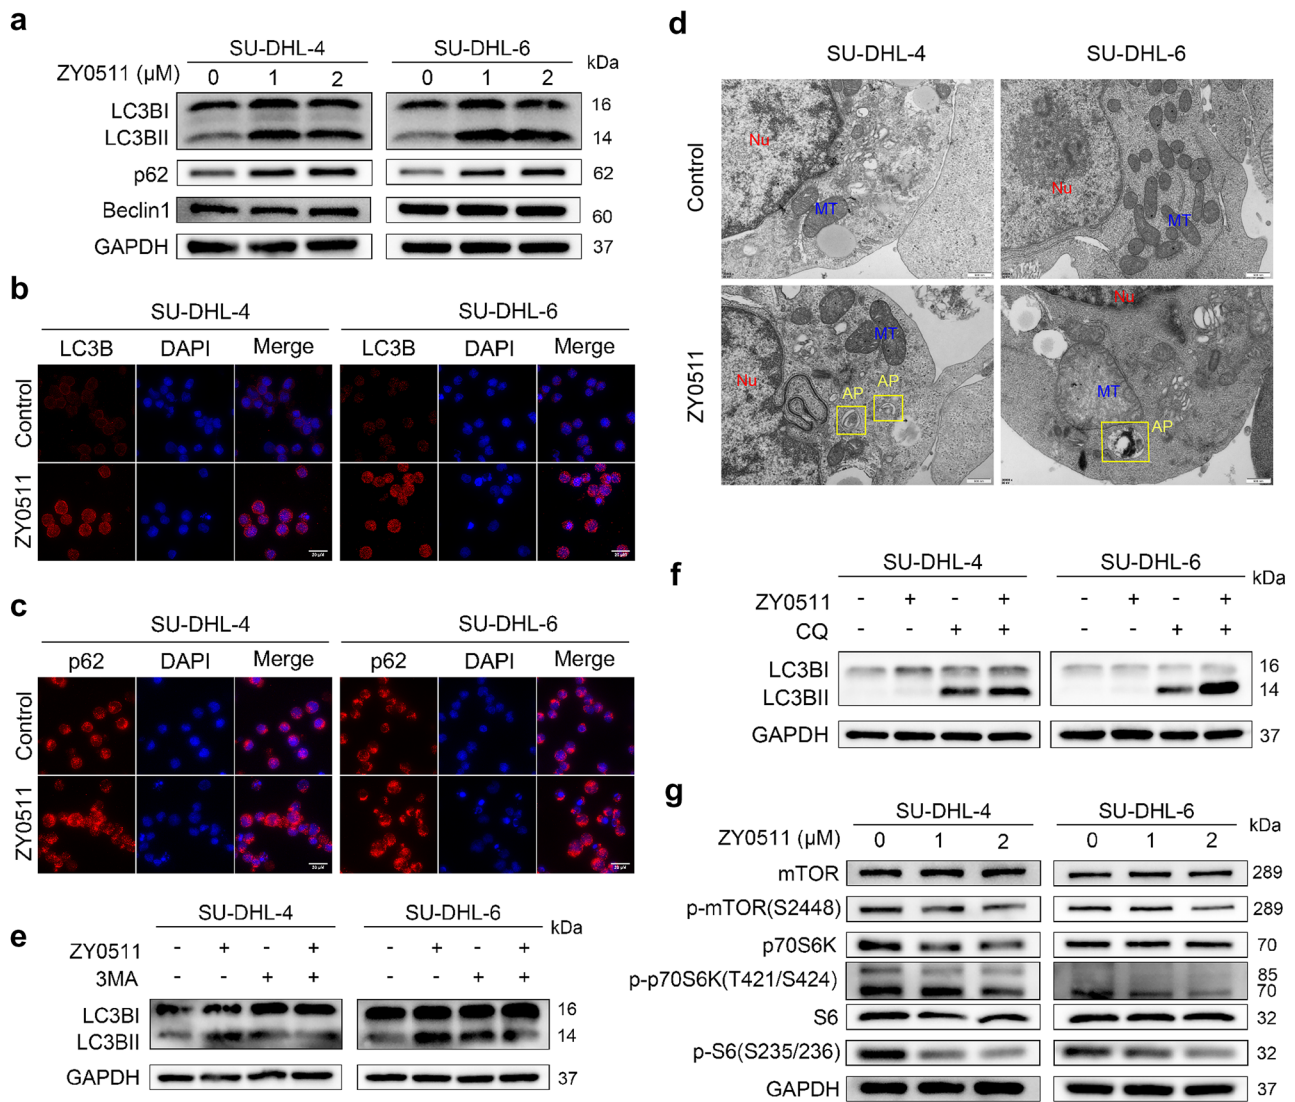 a
SU-DHL-4 SU-DHL-6
kDa
ZY0511 (µM) 0 1 2 0 1 2
LC3BI 16
LC3BII 14
p62 62
Beclin1 60
GAPDH 37
b
SU-DHL-4 SU-DHL-6
LC3B DAPI Merge LC3B DAPI Merge
Control
ZY0511
c
SU-DHL-4 SU-DHL-6
p62 DAPI Merge p62 DAPI Merge
Control
ZY0511
d
SU-DHL-4 SU-DHL-6
Control
Nu MT Nu MT
ZY0511
Nu MT AP AP Nu MT AP
e
SU-DHL-4 SU-DHL-6
kDa
ZY0511 - + - + - + - +
3MA - - + + - - + +
LC3BI 16
LC3BII 14
GAPDH 37
f
SU-DHL-4 SU-DHL-6
kDa
ZY0511 - + - + - + - +
CQ - - + + - - + +
LC3BI 16
LC3BII 14
GAPDH 37
g
SU-DHL-4 SU-DHL-6
kDa
ZY0511 (µM) 0 1 2 0 1 2
mTOR 289
p-mTOR(S2448) 289
p70S6K 70
p-p70S6K(T421/S424) 85
70
S6 32
p-S6(S235/236) 32
GAPDH 37